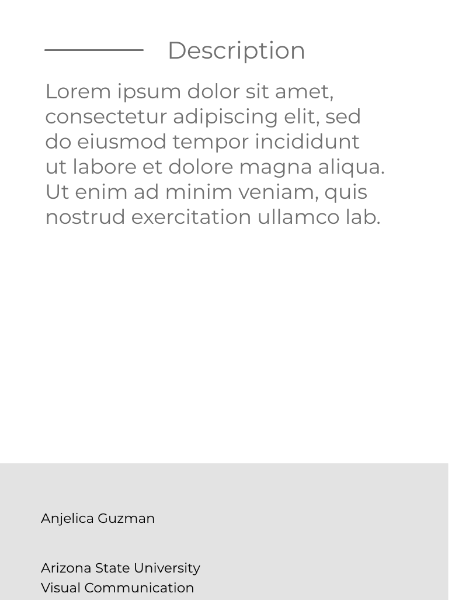 Description
Lorem ipsum dolor sit amet,
consectetur adipiscing elit, sed
do eiusmod tempor incididunt
ut labore et dolore magna aliqua.
Ut enim ad minim veniam, quis
nostrud exercitation ullamco lab.
Anjelica Guzman
Arizona State University
Visual Communication